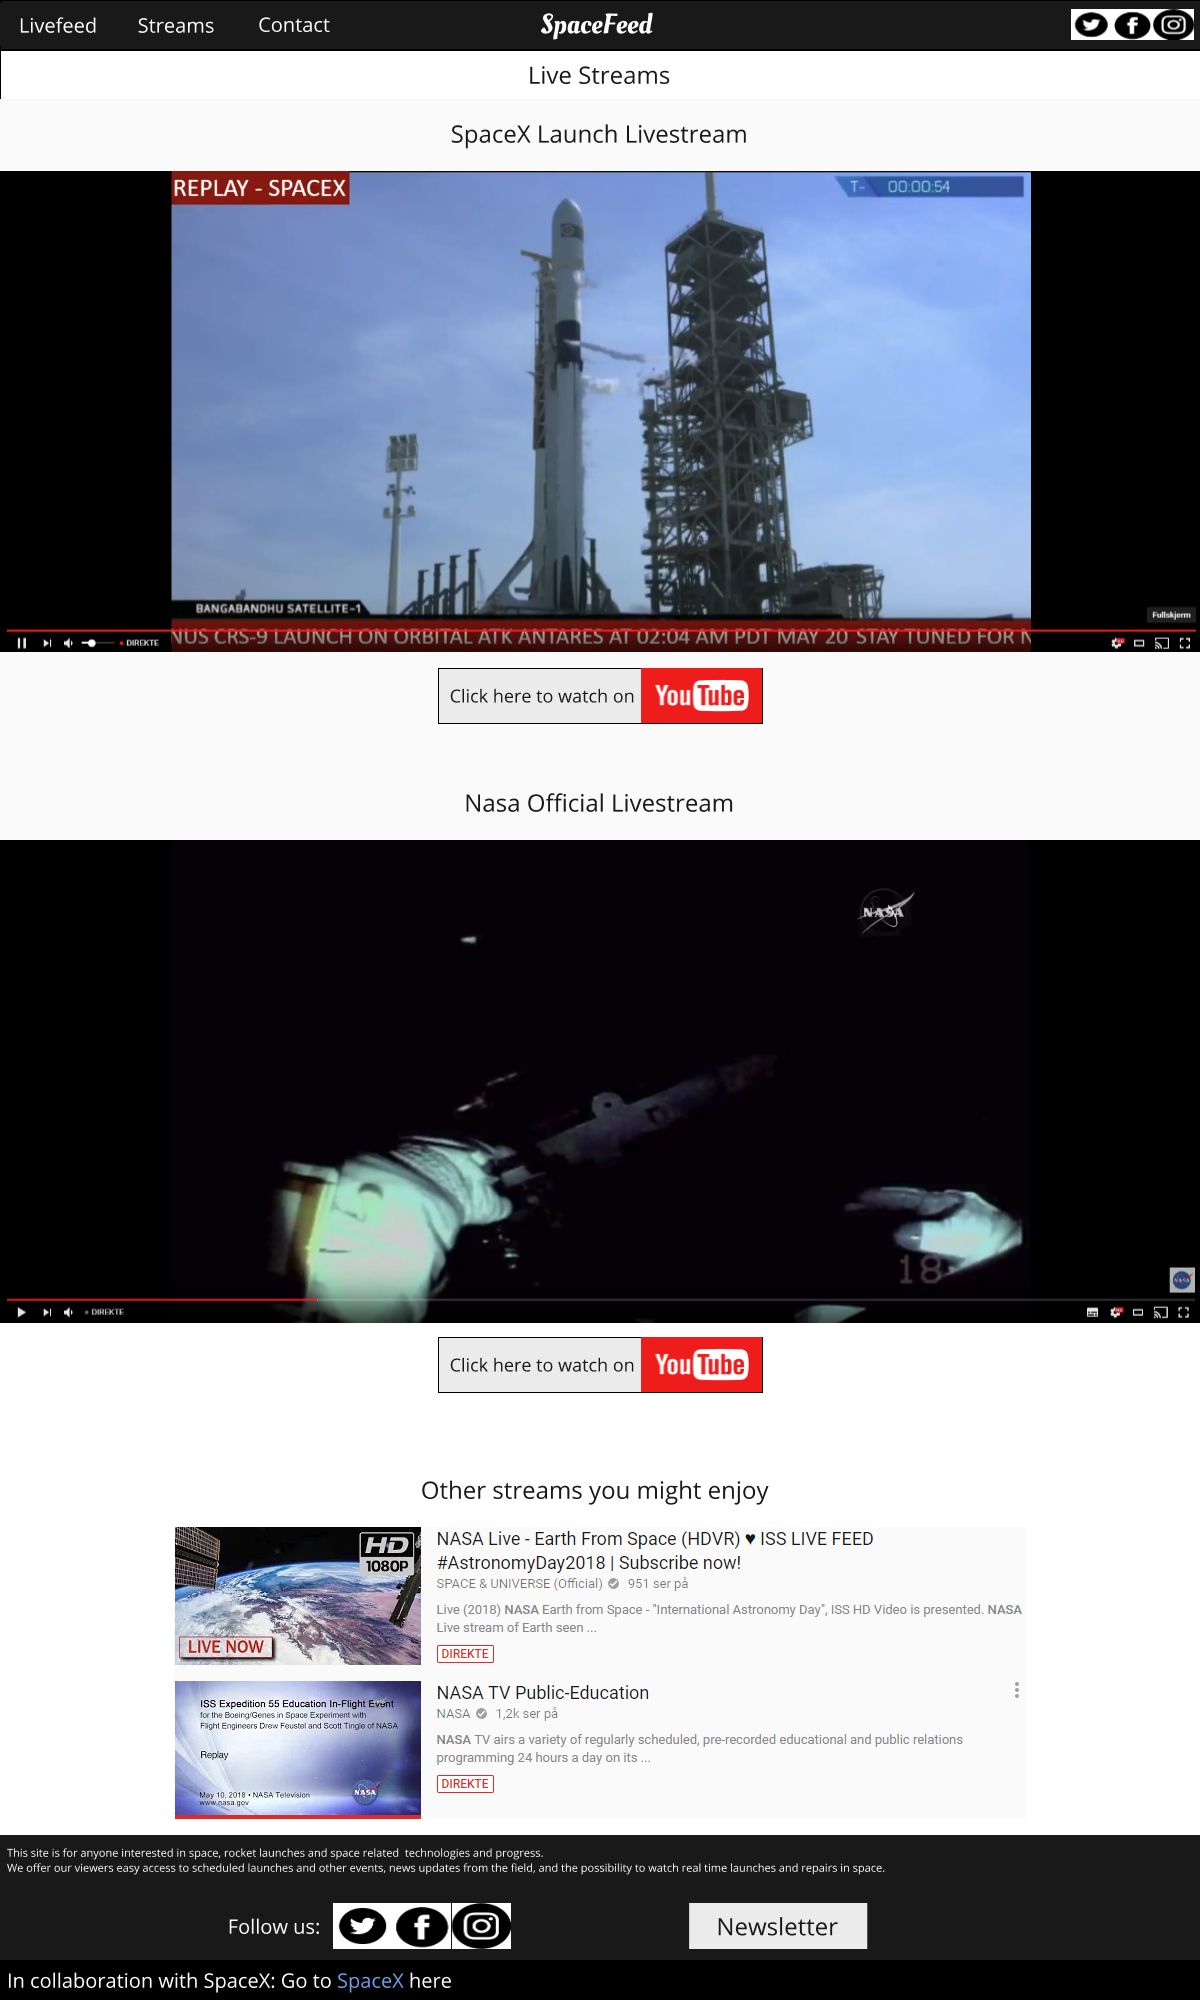 Livefeed Streams Contact SpaceFeed
Live Streams
SpaceX Launch Livestream
REPLAY - SPACEX
T- 00:00:54
BANGABANDHU SATELLITE-1
Fullskjerm
NUS CRS-9 LAUNCH ON ORBITAL ATK ANTARES AT 02:04 AM PDT MAY 20 STAY TUNED FOR N
DIREKTE
Click here to watch on YouTube
Nasa Official Livestream
NASA
18
NASA
DIREKTE
Click here to watch on YouTube
Other streams you might enjoy
HD
1080P
LIVE NOW
NASA Live - Earth From Space (HDVR) ♥ ISS LIVE FEED
#AstronomyDay2018 | Subscribe now!
SPACE & UNIVERSE (Official) 951 ser på
Live (2018) NASA Earth from Space - "International Astronomy Day", ISS HD Video is presented. NASA
Live stream of Earth seen ...
DIREKTE
ISS Expedition 55 Education In-Flight Event
for the Boeing/Genes in Space Experiment with
Flight Engineers Drew Feustel and Scott Tingle of NASA
Replay
May 10, 2018 • NASA Television
www.nasa.gov
NASA
NASA TV Public-Education
NASA 1,2k ser på
NASA TV airs a variety of regularly scheduled, pre-recorded educational and public relations
programming 24 hours a day on its ...
DIREKTE
This site is for anyone interested in space, rocket launches and space related  technologies and progress.
We offer our viewers easy access to scheduled launches and other events, news updates from the field, and the possibility to watch real time launches and repairs in space.
Follow us: Newsletter
In collaboration with SpaceX: Go to SpaceX here